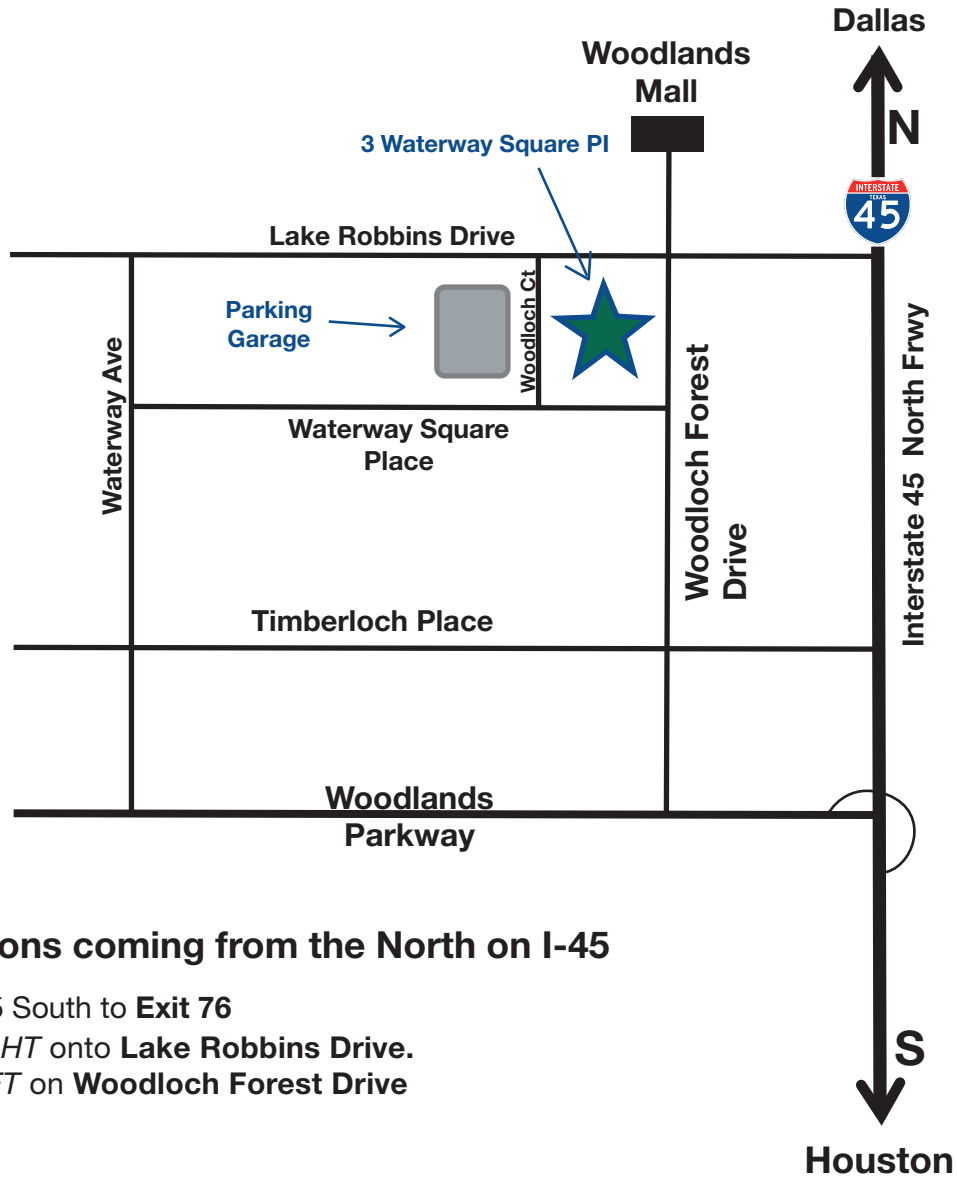 Dallas
Woodlands
Mall
N
3 Waterway Square Pl
INTERSTATE
TEXAS
45
Lake Robbins Drive
Woodloch Ct
Parking
Garage
Waterway Ave
Waterway Square
Place
Woodloch Forest
Drive
Interstate 45 North Frwy
Timberloch Place
Woodlands
Parkway
ons coming from the North on I-45
South to Exit 76
HT onto Lake Robbins Drive.
FT on Woodloch Forest Drive
S
Houston